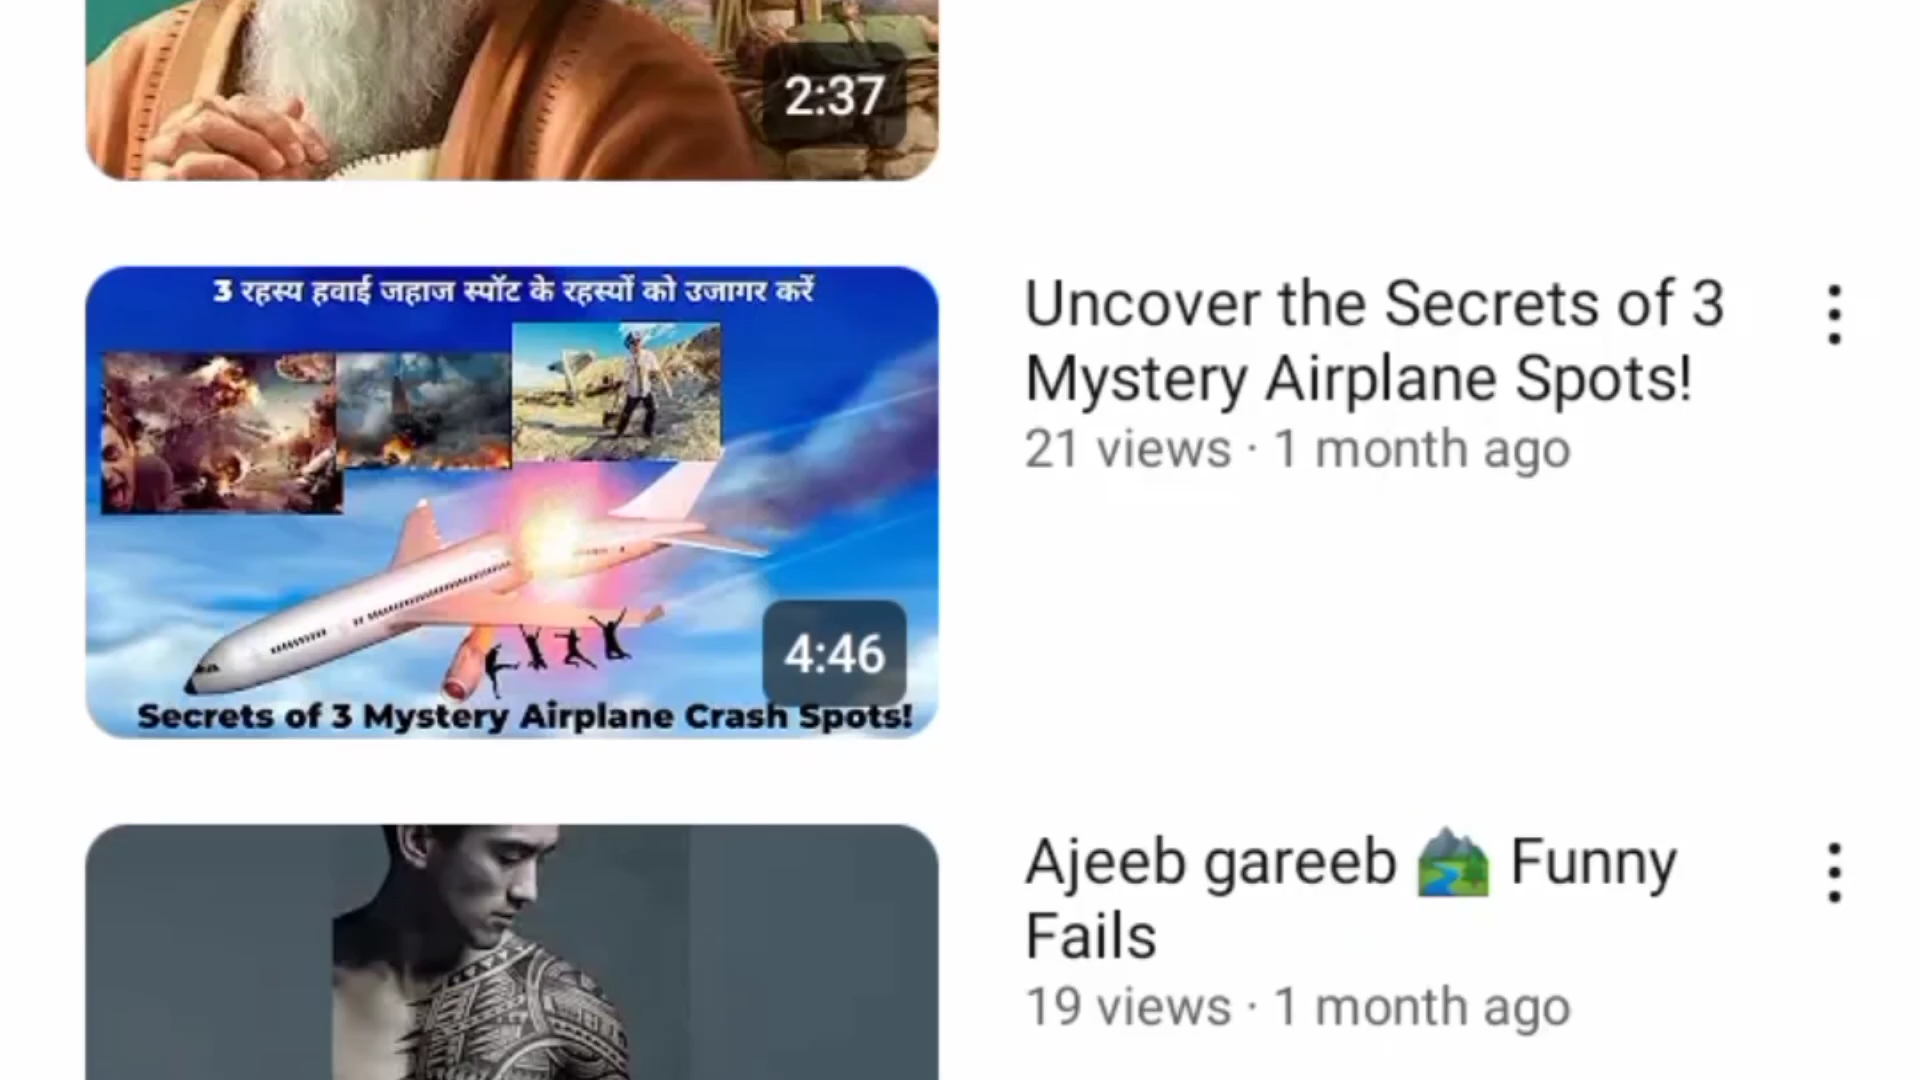 2:37
3 रहस्य हवाई जहाज स्पॉट के रहस्यों को उजागर करें
4:46
Secrets of 3 Mystery Airplane Crash Spots!
Uncover the Secrets of 3
Mystery Airplane Spots!
21 views · 1 month ago
Ajeeb gareeb 🏞️ Funny
Fails
19 views · 1 month ago